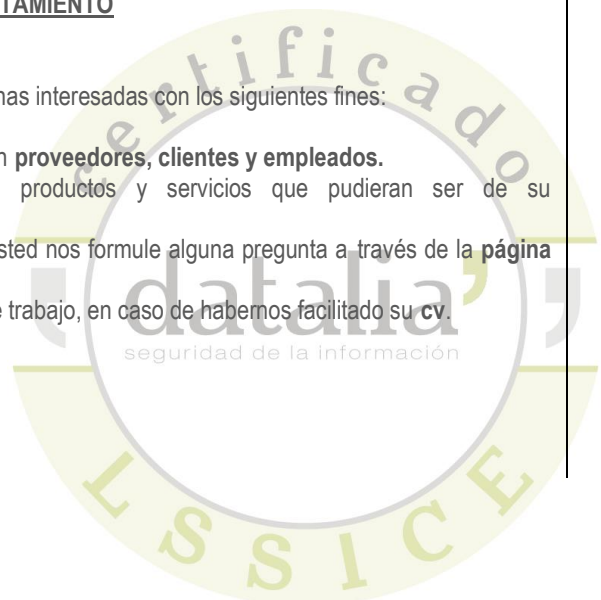 TAMIENTO
nas interesadas con los siguientes fines:
n proveedores, clientes y empleados.
productos y servicios que pudieran ser de su
sted nos formule alguna pregunta a través de la página
e trabajo, en caso de habernos facilitado su cv.
certificado
datalia
seguridad de la información
LSSICE